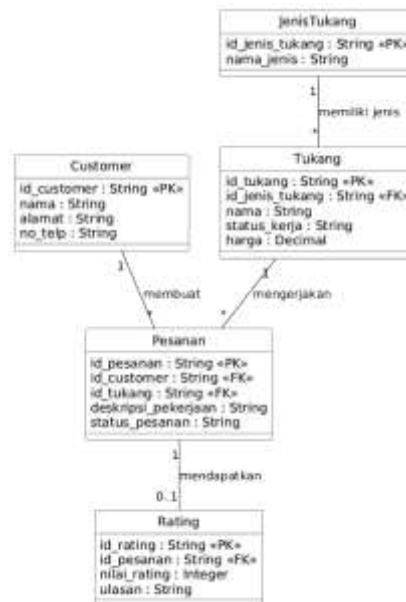 JenisTukang
id_jenis_tukang : String «PK»
nama_jenis : String
1
memiliki jenis
*
Customer
id_customer : String «PK»
nama : String
alamat : String
no_telp : String
Tukang
id_tukang : String «PK»
id_jenis_tukang : String «FK»
nama : String
status_kerja : String
harga : Decimal
1
membuat
*
1
mengerjakan
*
Pesanan
id_pesanan : String «PK»
id_customer : String «FK»
id_tukang : String «FK»
deskripsi_pekerjaan : String
status_pesanan : String
1
mendapatkan
0..1
Rating
id_rating : String «PK»
id_pesanan : String «FK»
nilai_rating : Integer
ulasan : String